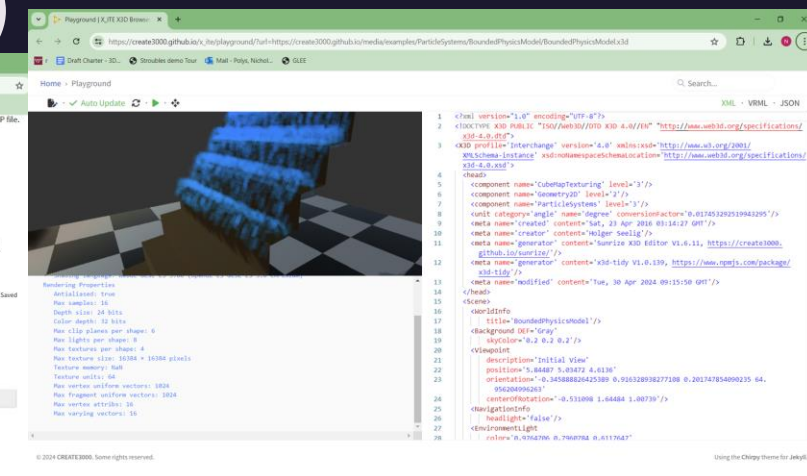 Playground | X_ITE X3D Browse
https://create3000.github.io/x_ite/playground/?url=https://create3000.github.io/media/examples/ParticleSystems/BoundedPhysicsModel/BoundedPhysicsModel.x3d
Draft Charter - 3D... Stroubles demo Tour Mail - Polys, Nichol... GLEE
Home › Playground
Search...
Auto Update
XML · VRML · JSON
P file.
Saved
1 <?xml version="1.0" encoding="UTF-8"?>
2 <!DOCTYPE X3D PUBLIC "ISO//Web3D//DTD X3D 4.0//EN" "http://www.web3d.org/specifications/
x3d-4.0.dtd">
3 <X3D profile='Interchange' version='4.0' xmlns:xsd='http://www.w3.org/2001/
XMLSchema-instance' xsd:noNamespaceSchemaLocation='http://www.web3d.org/specifications/
x3d-4.0.xsd'>
4 <head>
5 <component name='CubeMapTexturing' level='3'/>
6 <component name='Geometry2D' level='2'/>
7 <component name='ParticleSystems' level='3'/>
8 <unit category='angle' name='degree' conversionFactor='0.017453292519943295'/>
9 <meta name='created' content='Sat, 23 Apr 2016 03:14:27 GMT'/>
10 <meta name='creator' content='Holger Seelig'/>
11 <meta name='generator' content='Sunrize X3D Editor V1.6.11, https://create3000.
github.io/sunrize/'/>
12 <meta name='generator' content='x3d-tidy V1.0.139, https://www.npmjs.com/package/
x3d-tidy'/>
13 <meta name='modified' content='Tue, 30 Apr 2024 09:15:50 GMT'/>
14 </head>
15 <Scene>
16 <WorldInfo
17 title='BoundedPhysicsModel'/>
18 <Background DEF='Gray'
19 skyColor='0.2 0.2 0.2'/>
20 <Viewpoint
21 description='Initial View'
22 position='5.84487 5.03472 4.6136'
23 orientation='-0.345888826425389 0.916328938277108 0.201747854090235 64.
056204996263'
24 centerOfRotation='-0.531098 1.64484 1.00739'/>
25 <NavigationInfo
26 headlight='false'/>
27 <EnvironmentLight
28 color='0.9264706 0.7960784 0.6117647'
Rendering Properties
Antialiased: true
Max samples: 16
Depth size: 24 bits
Color depth: 32 bits
Max clip planes per shape: 6
Max lights per shape: 8
Max textures per shape: 4
Max texture size: 16384 × 16384 pixels
Texture memory: NaN
Texture units: 64
Max vertex uniform vectors: 1024
Max fragment uniform vectors: 1024
Max vertex attribs: 16
Max varying vectors: 16
© 2024 CREATE3000. Some rights reserved.
Using the Chirpy theme for Jekyll.